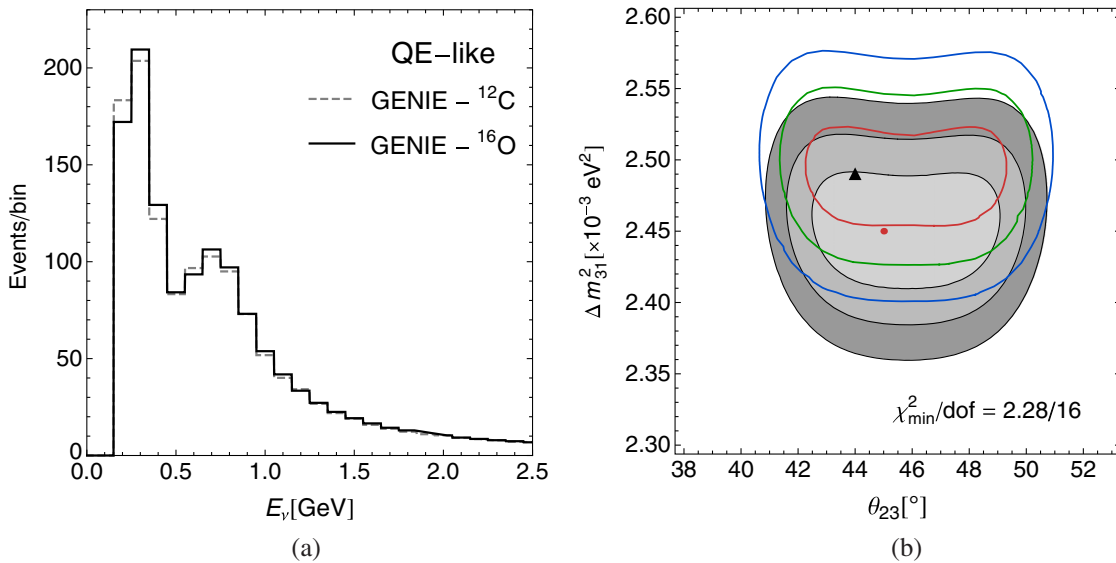 QE–like
GENIE – ¹²C
GENIE – ¹⁶O
Events/bin
200
150
100
50
0
0.0 0.5 1.0 1.5 2.0 2.5
E_ν[GeV]
(a)
Δ m²₃₁[×10⁻³ eV²]
2.60
2.55
2.50
2.45
2.40
2.35
2.30
χ²_min/dof = 2.28/16
38 40 42 44 46 48 50 52
θ₂₃[°]
(b)